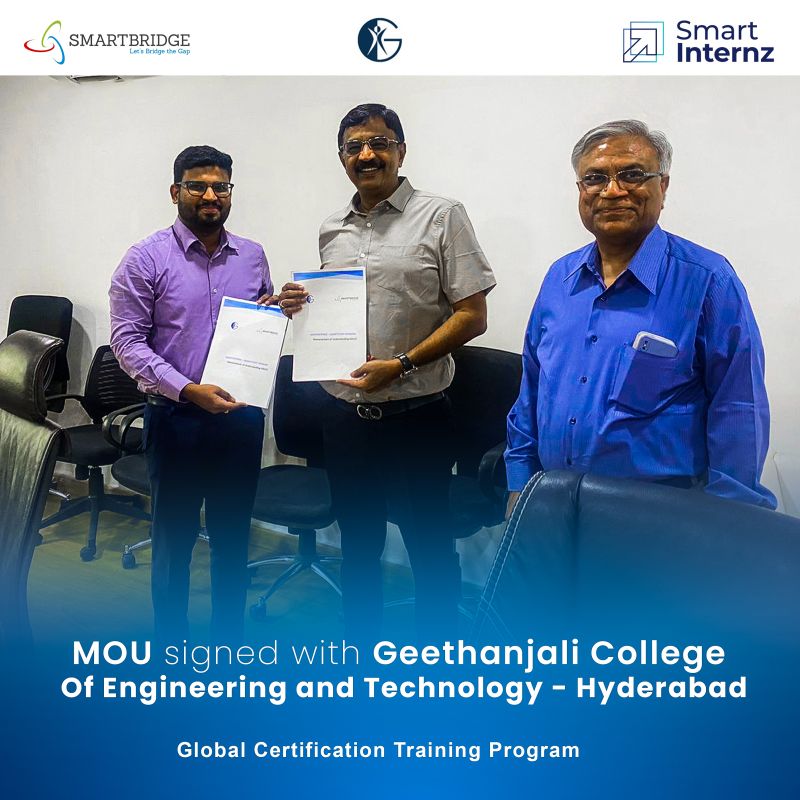 SMARTBRIDGE
Let's Bridge the Gap
G
Smart
Internz
SMARTBRIDGE
MOU signed with Geethanjali College
Of Engineering and Technology - Hyderabad
Global Certification Training Program